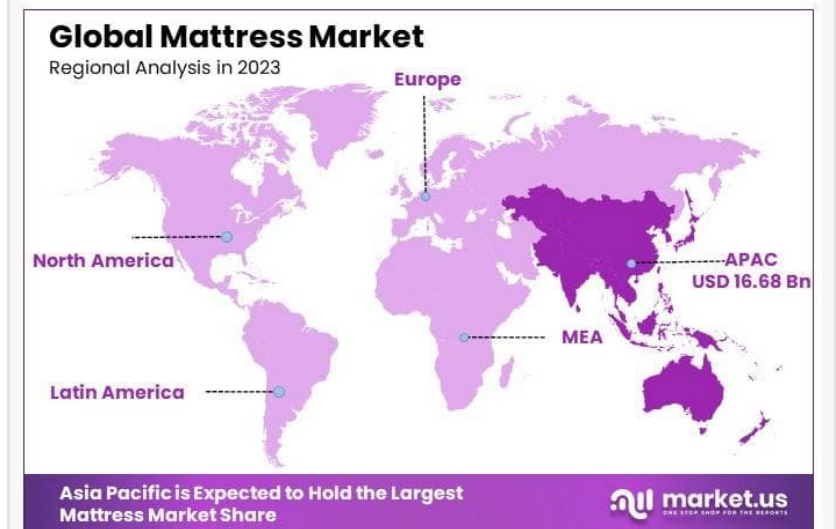 Global Mattress Market
Regional Analysis in 2023
Europe
North America
APAC
USD 16.68 Bn
MEA
Latin America
Asia Pacific is Expected to Hold the Largest
Mattress Market Share
market.us
ONE STOP SHOP FOR THE REPORTS